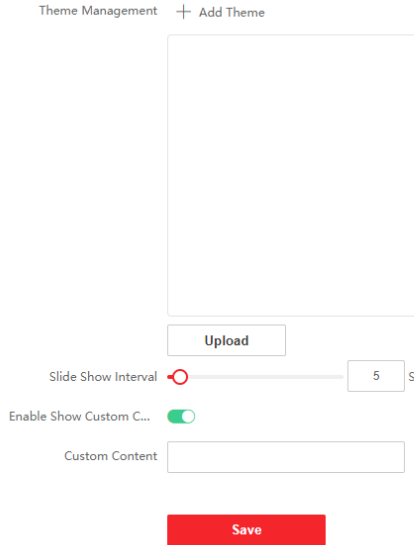 Theme Management + Add Theme
Upload
Slide Show Interval 5 S
Enable Show Custom C...
Custom Content
Save